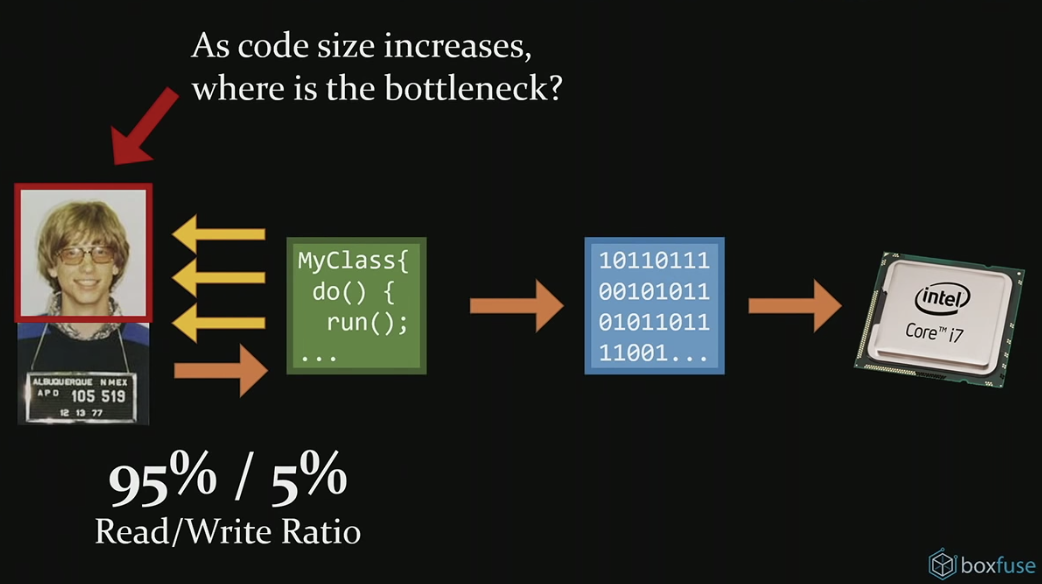 As code size increases,
where is the bottleneck?
ALBUQUERQUE N MEX
APD 105 519
12 13 77
MyClass{
do() {
run();
...
10110111
00101011
01011011
11001...
intel
Core™ i7
95% / 5%
Read/Write Ratio
boxfuse